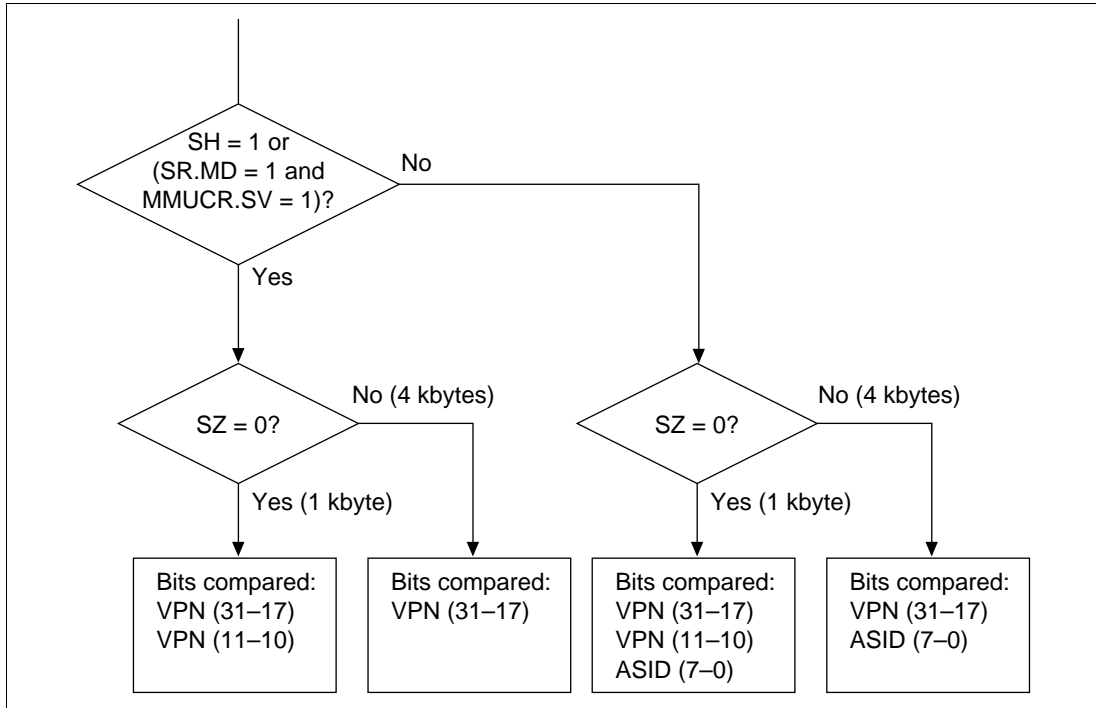 SH = 1 or
(SR.MD = 1 and
MMUCR.SV = 1)?
No
Yes
SZ = 0?
No (4 kbytes)
Yes (1 kbyte)
SZ = 0?
No (4 kbytes)
Yes (1 kbyte)
Bits compared:
VPN (31–17)
VPN (11–10)
Bits compared:
VPN (31–17)
Bits compared:
VPN (31–17)
VPN (11–10)
ASID (7–0)
Bits compared:
VPN (31–17)
ASID (7–0)